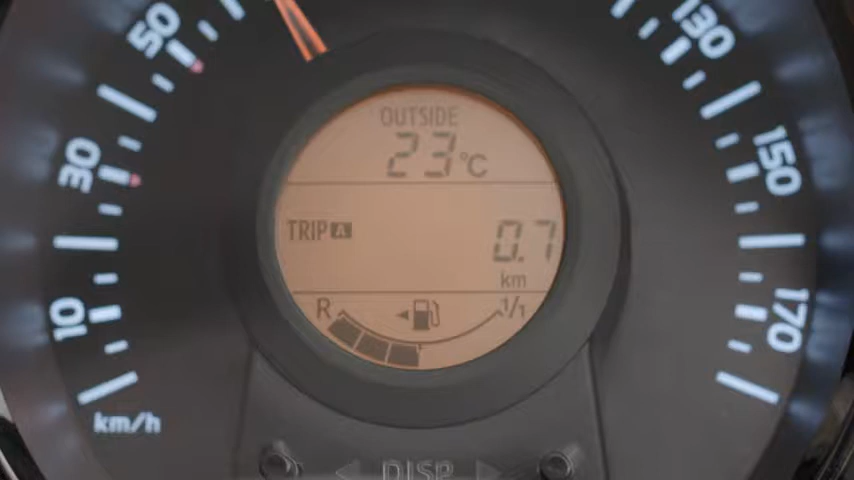 50
130
OUTSIDE
23°C
30
150
TRIP A
0.7
km
10
R
1/1
170
km/h
DISP